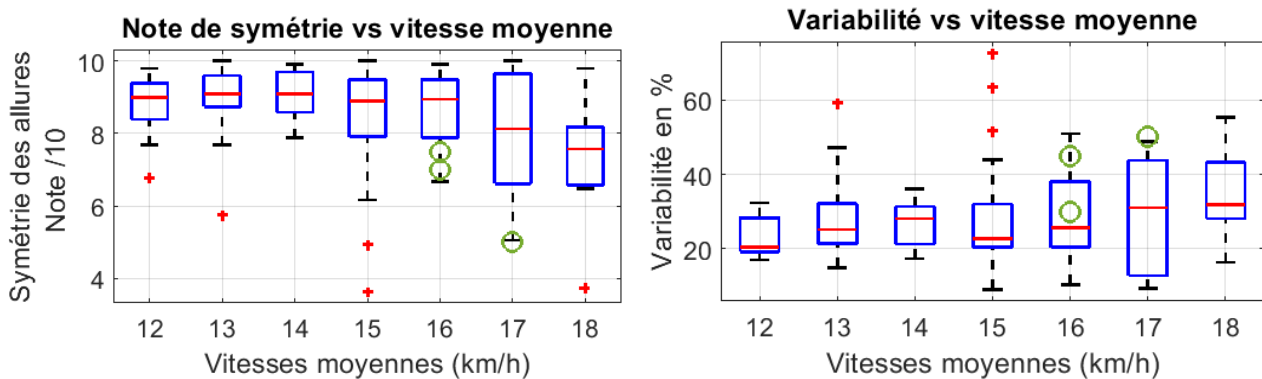 Note de symétrie vs vitesse moyenne
Symétrie des allures
Note /10
10
8
6
4
12 13 14 15 16 17 18
Vitesses moyennes (km/h)
Variabilité vs vitesse moyenne
Variabilité en %
60
40
20
12 13 14 15 16 17 18
Vitesses moyennes (km/h)